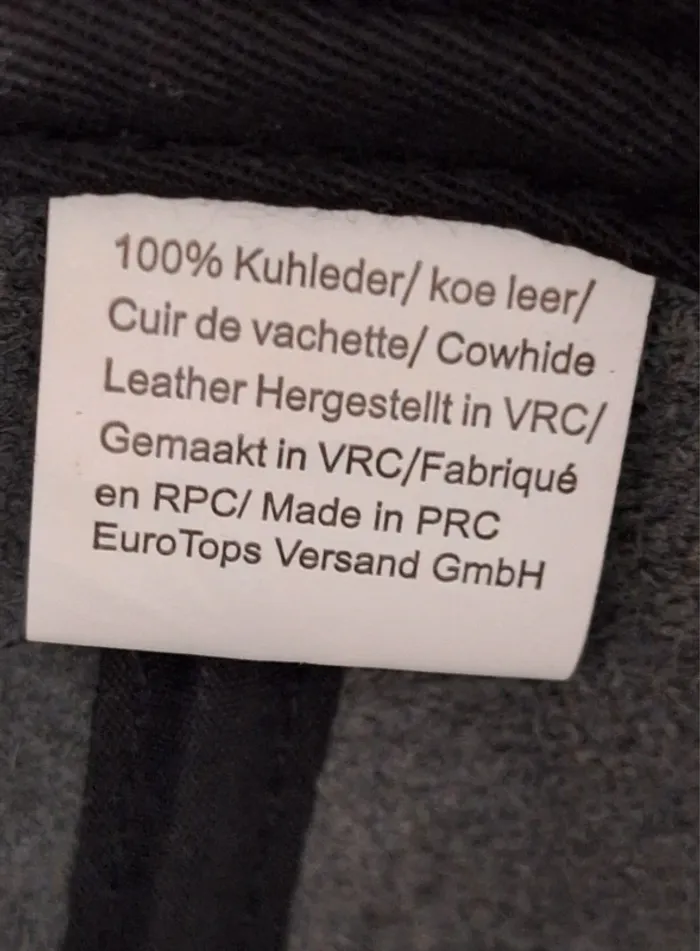 100% Kuhleder/ koe leer/
Cuir de vachette/ Cowhide
Leather Hergestellt in VRC/
Gemaakt in VRC/Fabriqué
en RPC/ Made in PRC
EuroTops Versand GmbH